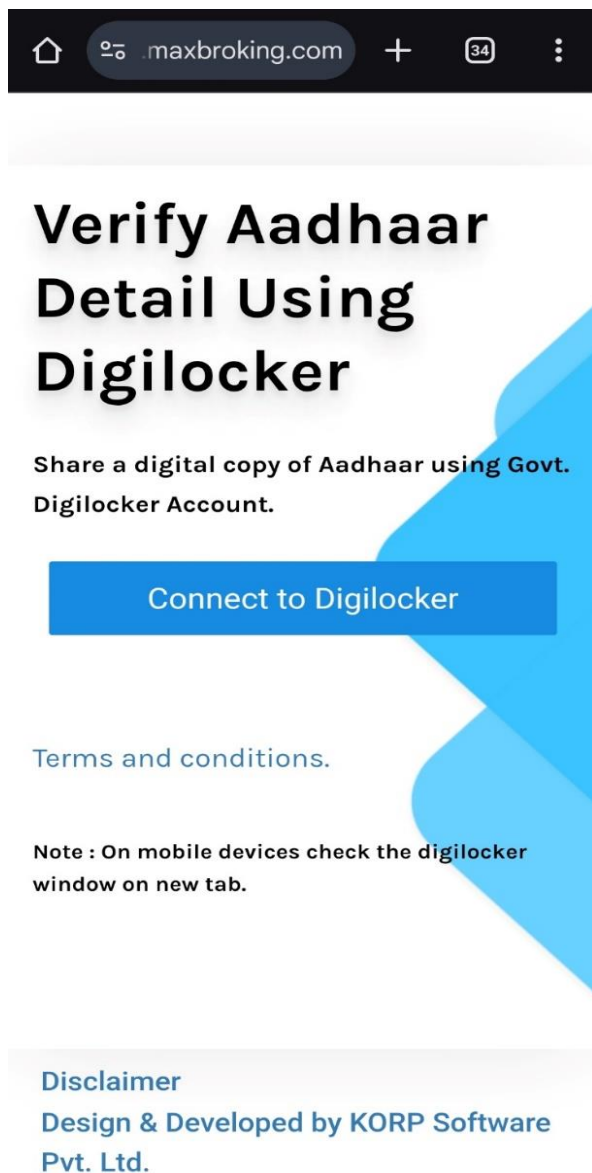 .maxbroking.com
34
Verify Aadhaar
Detail Using
Digilocker
Share a digital copy of Aadhaar using Govt.
Digilocker Account.
Connect to Digilocker
Terms and conditions.
Note : On mobile devices check the digilocker
window on new tab.
Disclaimer
Design & Developed by KORP Software
Pvt. Ltd.